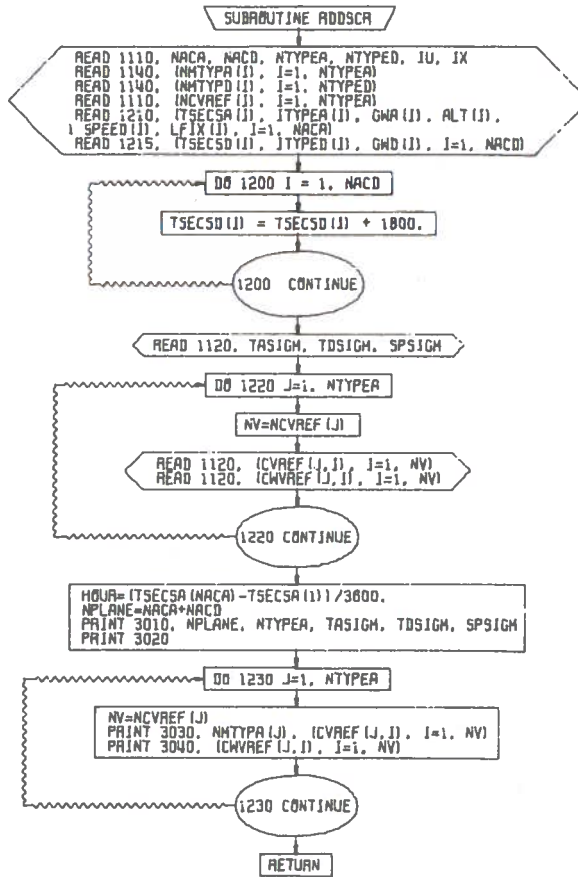 SUBROUTINE RDDSCR
READ 1110, NACA, NACD, NTYPEA, NTYPED, IU, IX
READ 1140, (NMTYPA(I), I=1, NTYPEA)
READ 1140, (NMTYPD(I), I=1, NTYPED)
READ 1110, (NCVREF(I), I=1, NTYPEA)
READ 1210, (TSECSA(I), ITYPEA(I), GWA(I), ALT(I),
1 SPEED(I), LFIX(I), I=1, NACA)
READ 1215, (TSECSD(I), ITYPED(I), GWD(I), I=1, NACD)
DO 1200 I = 1, NACD
TSECSD(I) = TSECSD(I) + 1800.
1200 CONTINUE
READ 1120, TASIGM, TDSIGM, SPSIGM
DO 1220 J=1, NTYPEA
NV=NCVREF(J)
READ 1120, (CVREF(J,I), I=1, NV)
READ 1120, (CWVREF(J,I), I=1, NV)
1220 CONTINUE
HOUR=(TSECSA(NACA)-TSECSA(1))/3600.
NPLANE=NACA+NACD
PRINT 3010, NPLANE, NTYPEA, TASIGM, TDSIGM, SPSIGM
PRINT 3020
DO 1230 J=1, NTYPEA
NV=NCVREF(J)
PRINT 3030, NMTYPA(J), (CVREF(J,I), I=1, NV)
PRINT 3040, (CWVREF(J,I), I=1, NV)
1230 CONTINUE
RETURN